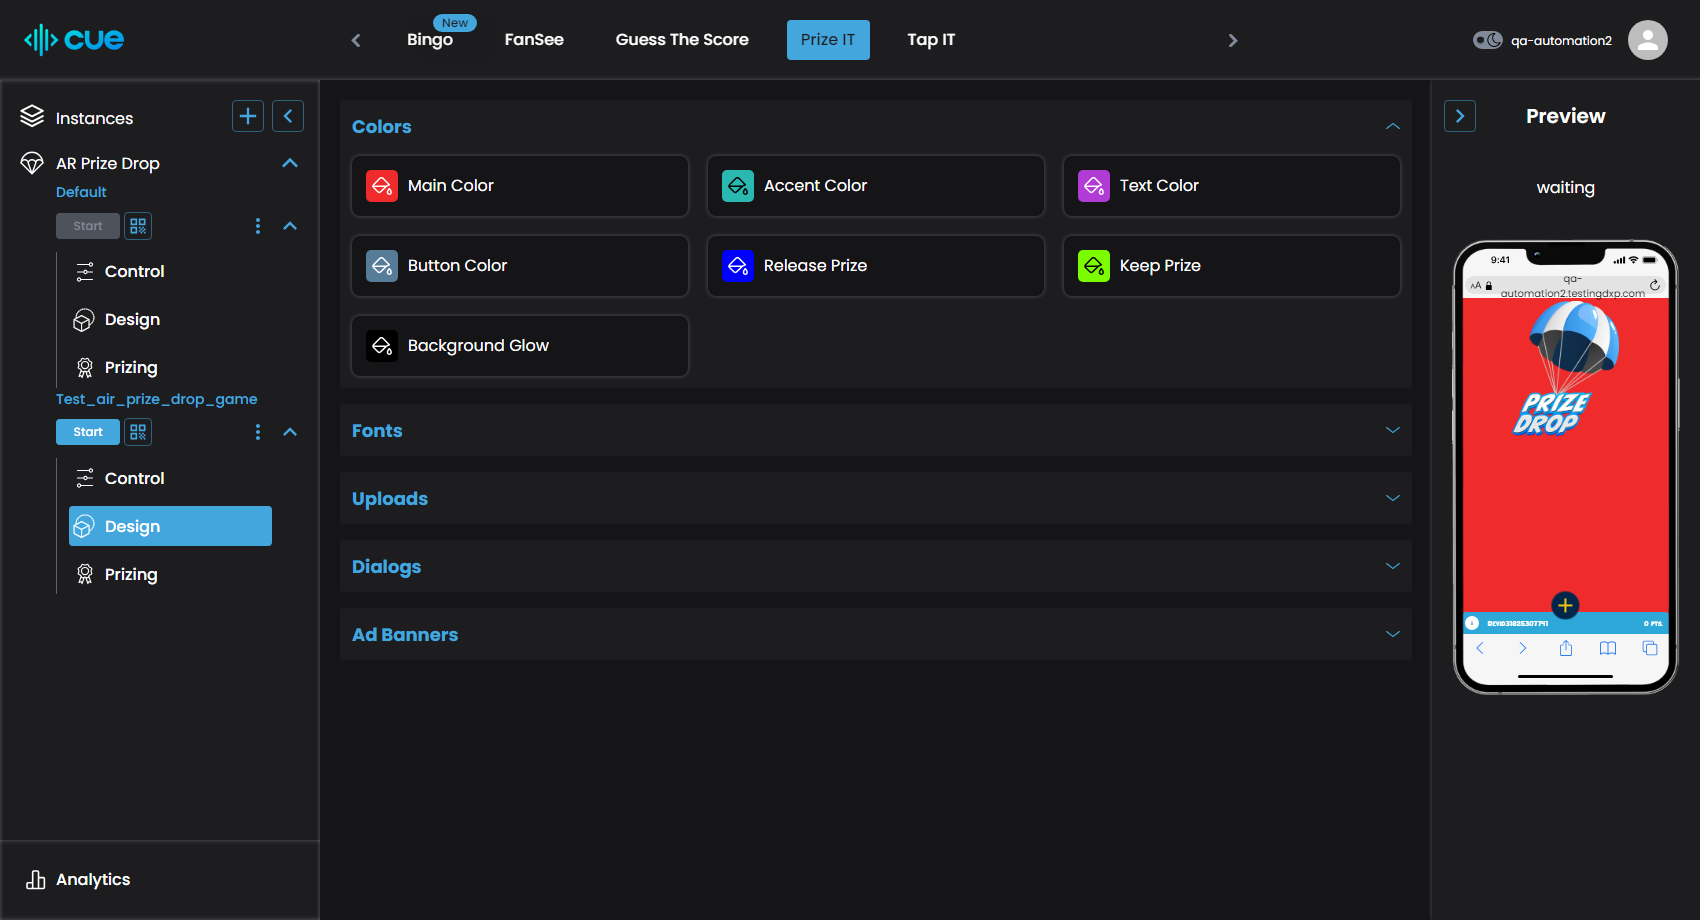 cue
New
Bingo
FanSee
Guess The Score
Prize IT
Tap IT
qa-automation2
Instances
AR Prize Drop
Default
Start
Control
Design
Prizing
Test_air_prize_drop_game
Start
Control
Design
Prizing
Analytics
Colors
Main Color
Accent Color
Text Color
Button Color
Release Prize
Keep Prize
Background Glow
Fonts
Uploads
Dialogs
Ad Banners
Preview
waiting
9:41
AA
qa-
automation2.testingdxp.com
PRIZE
DROP
0 PTS.